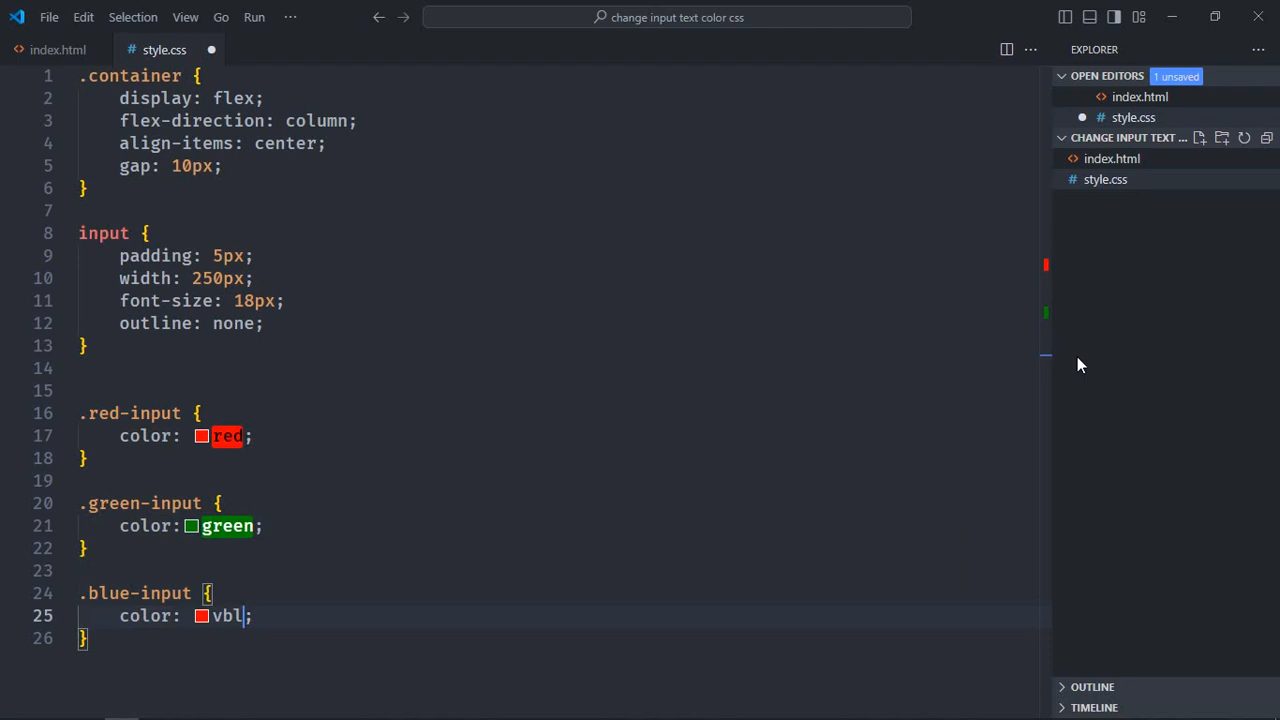 File Edit Selection View Go Run ···
change input text color css
index.html
style.css
EXPLORER
OPEN EDITORS 1 unsaved
index.html
style.css
CHANGE INPUT TEXT ...
index.html
style.css
1 .container {
2 display: flex;
3 flex-direction: column;
4 align-items: center;
5 gap: 10px;
6 }
7
8 input {
9 padding: 5px;
10 width: 250px;
11 font-size: 18px;
12 outline: none;
13 }
14
15
16 .red-input {
17 color: red;
18 }
19
20 .green-input {
21 color: green;
22 }
23
24 .blue-input {
25 color: vbl;
26 }
OUTLINE
TIMELINE